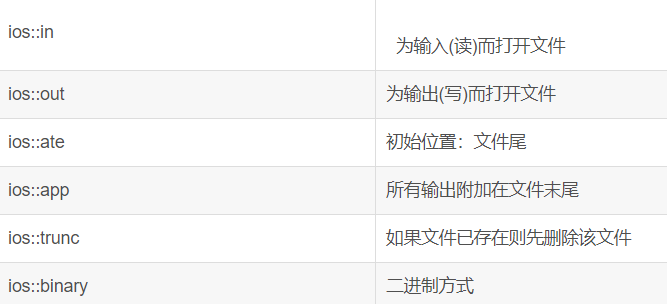 ios::in
为输入(读)而打开文件
ios::out
为输出(写)而打开文件
ios::ate
初始位置：文件尾
ios::app
所有输出附加在文件末尾
ios::trunc
如果文件已存在则先删除该文件
ios::binary
二进制方式